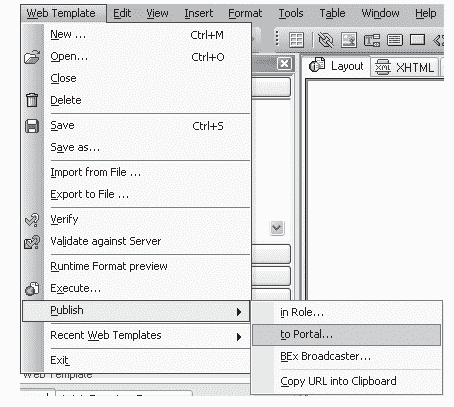 Web Template Edit View Insert Format Tools Table Window Help
New ... Ctrl+M
Open... Ctrl+O
Close
Delete
Save Ctrl+S
Save as...
Import from File ...
Export to File ...
Verify
Validate against Server
Runtime Format preview
Execute...
Publish
Recent Web Templates
Exit
Layout XHTML
in Role...
to Portal...
BEx Broadcaster...
Copy URL into Clipboard
Web Template